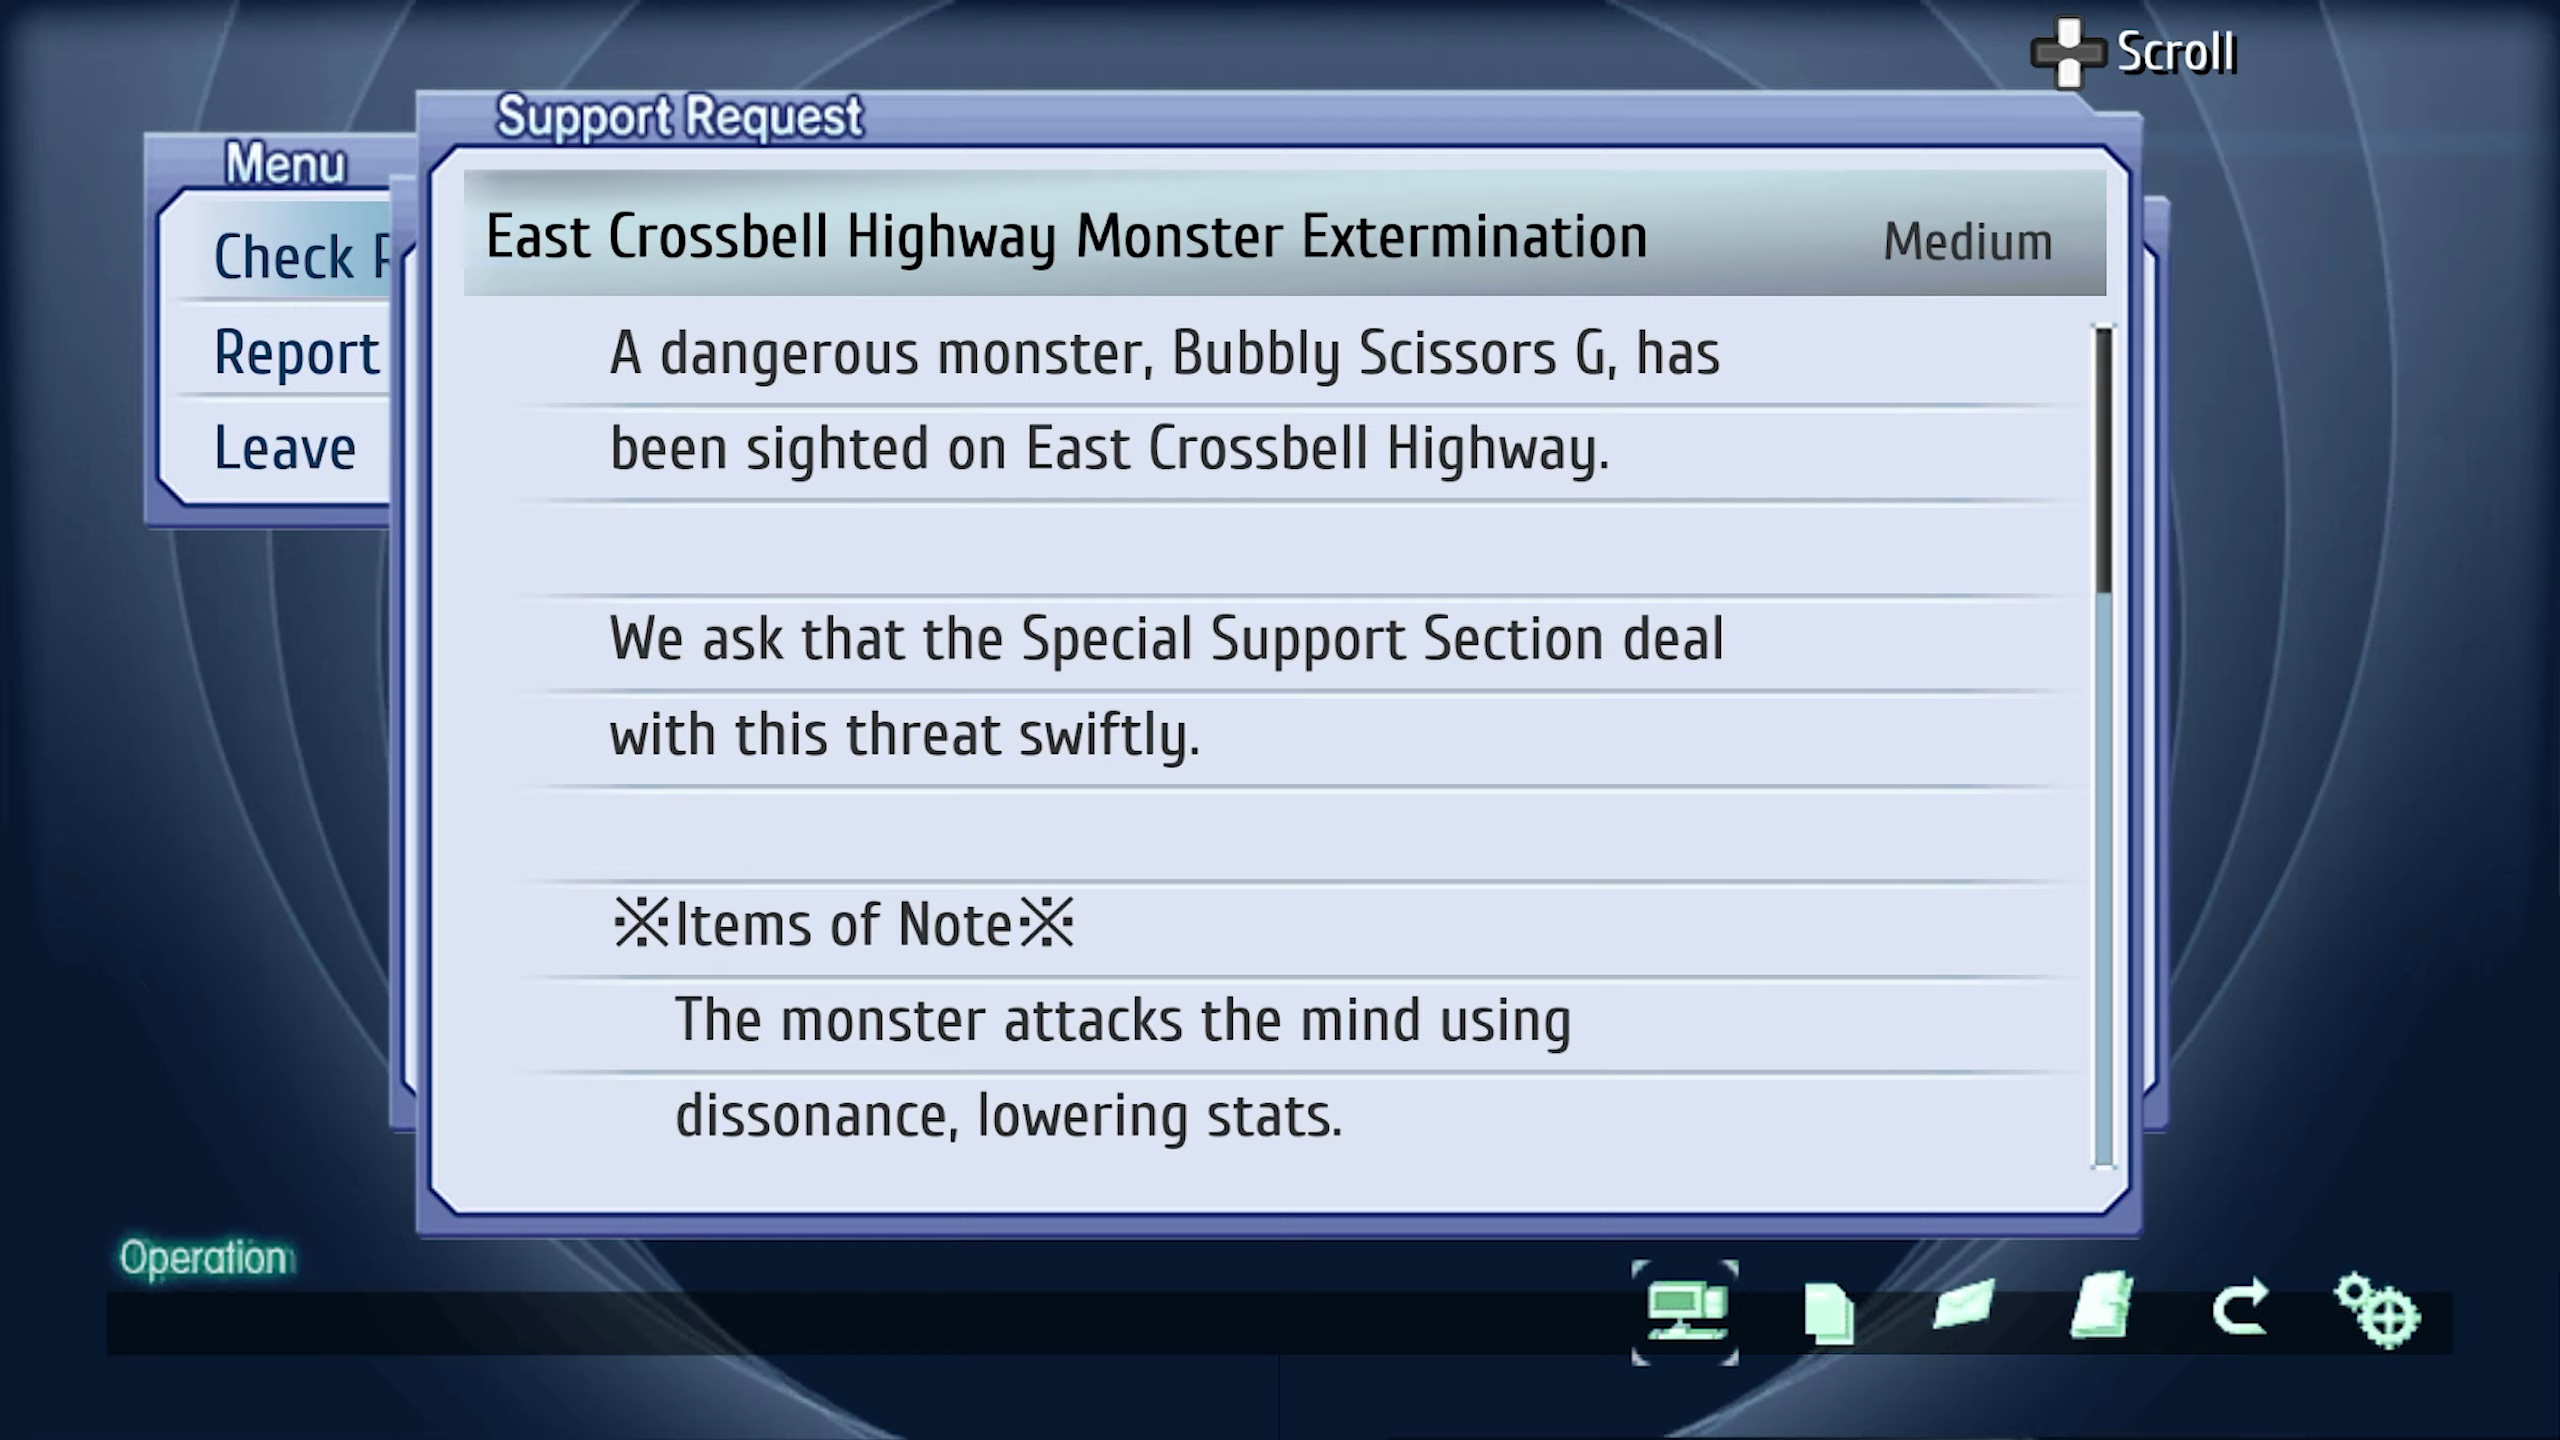 Scroll
Support Request
Menu
East Crossbell Highway Monster Extermination Medium
Check
Report
Leave
A dangerous monster, Bubbly Scissors G, has
been sighted on East Crossbell Highway.
We ask that the Special Support Section deal
with this threat swiftly.
※Items of Note※
The monster attacks the mind using
dissonance, lowering stats.
Operation